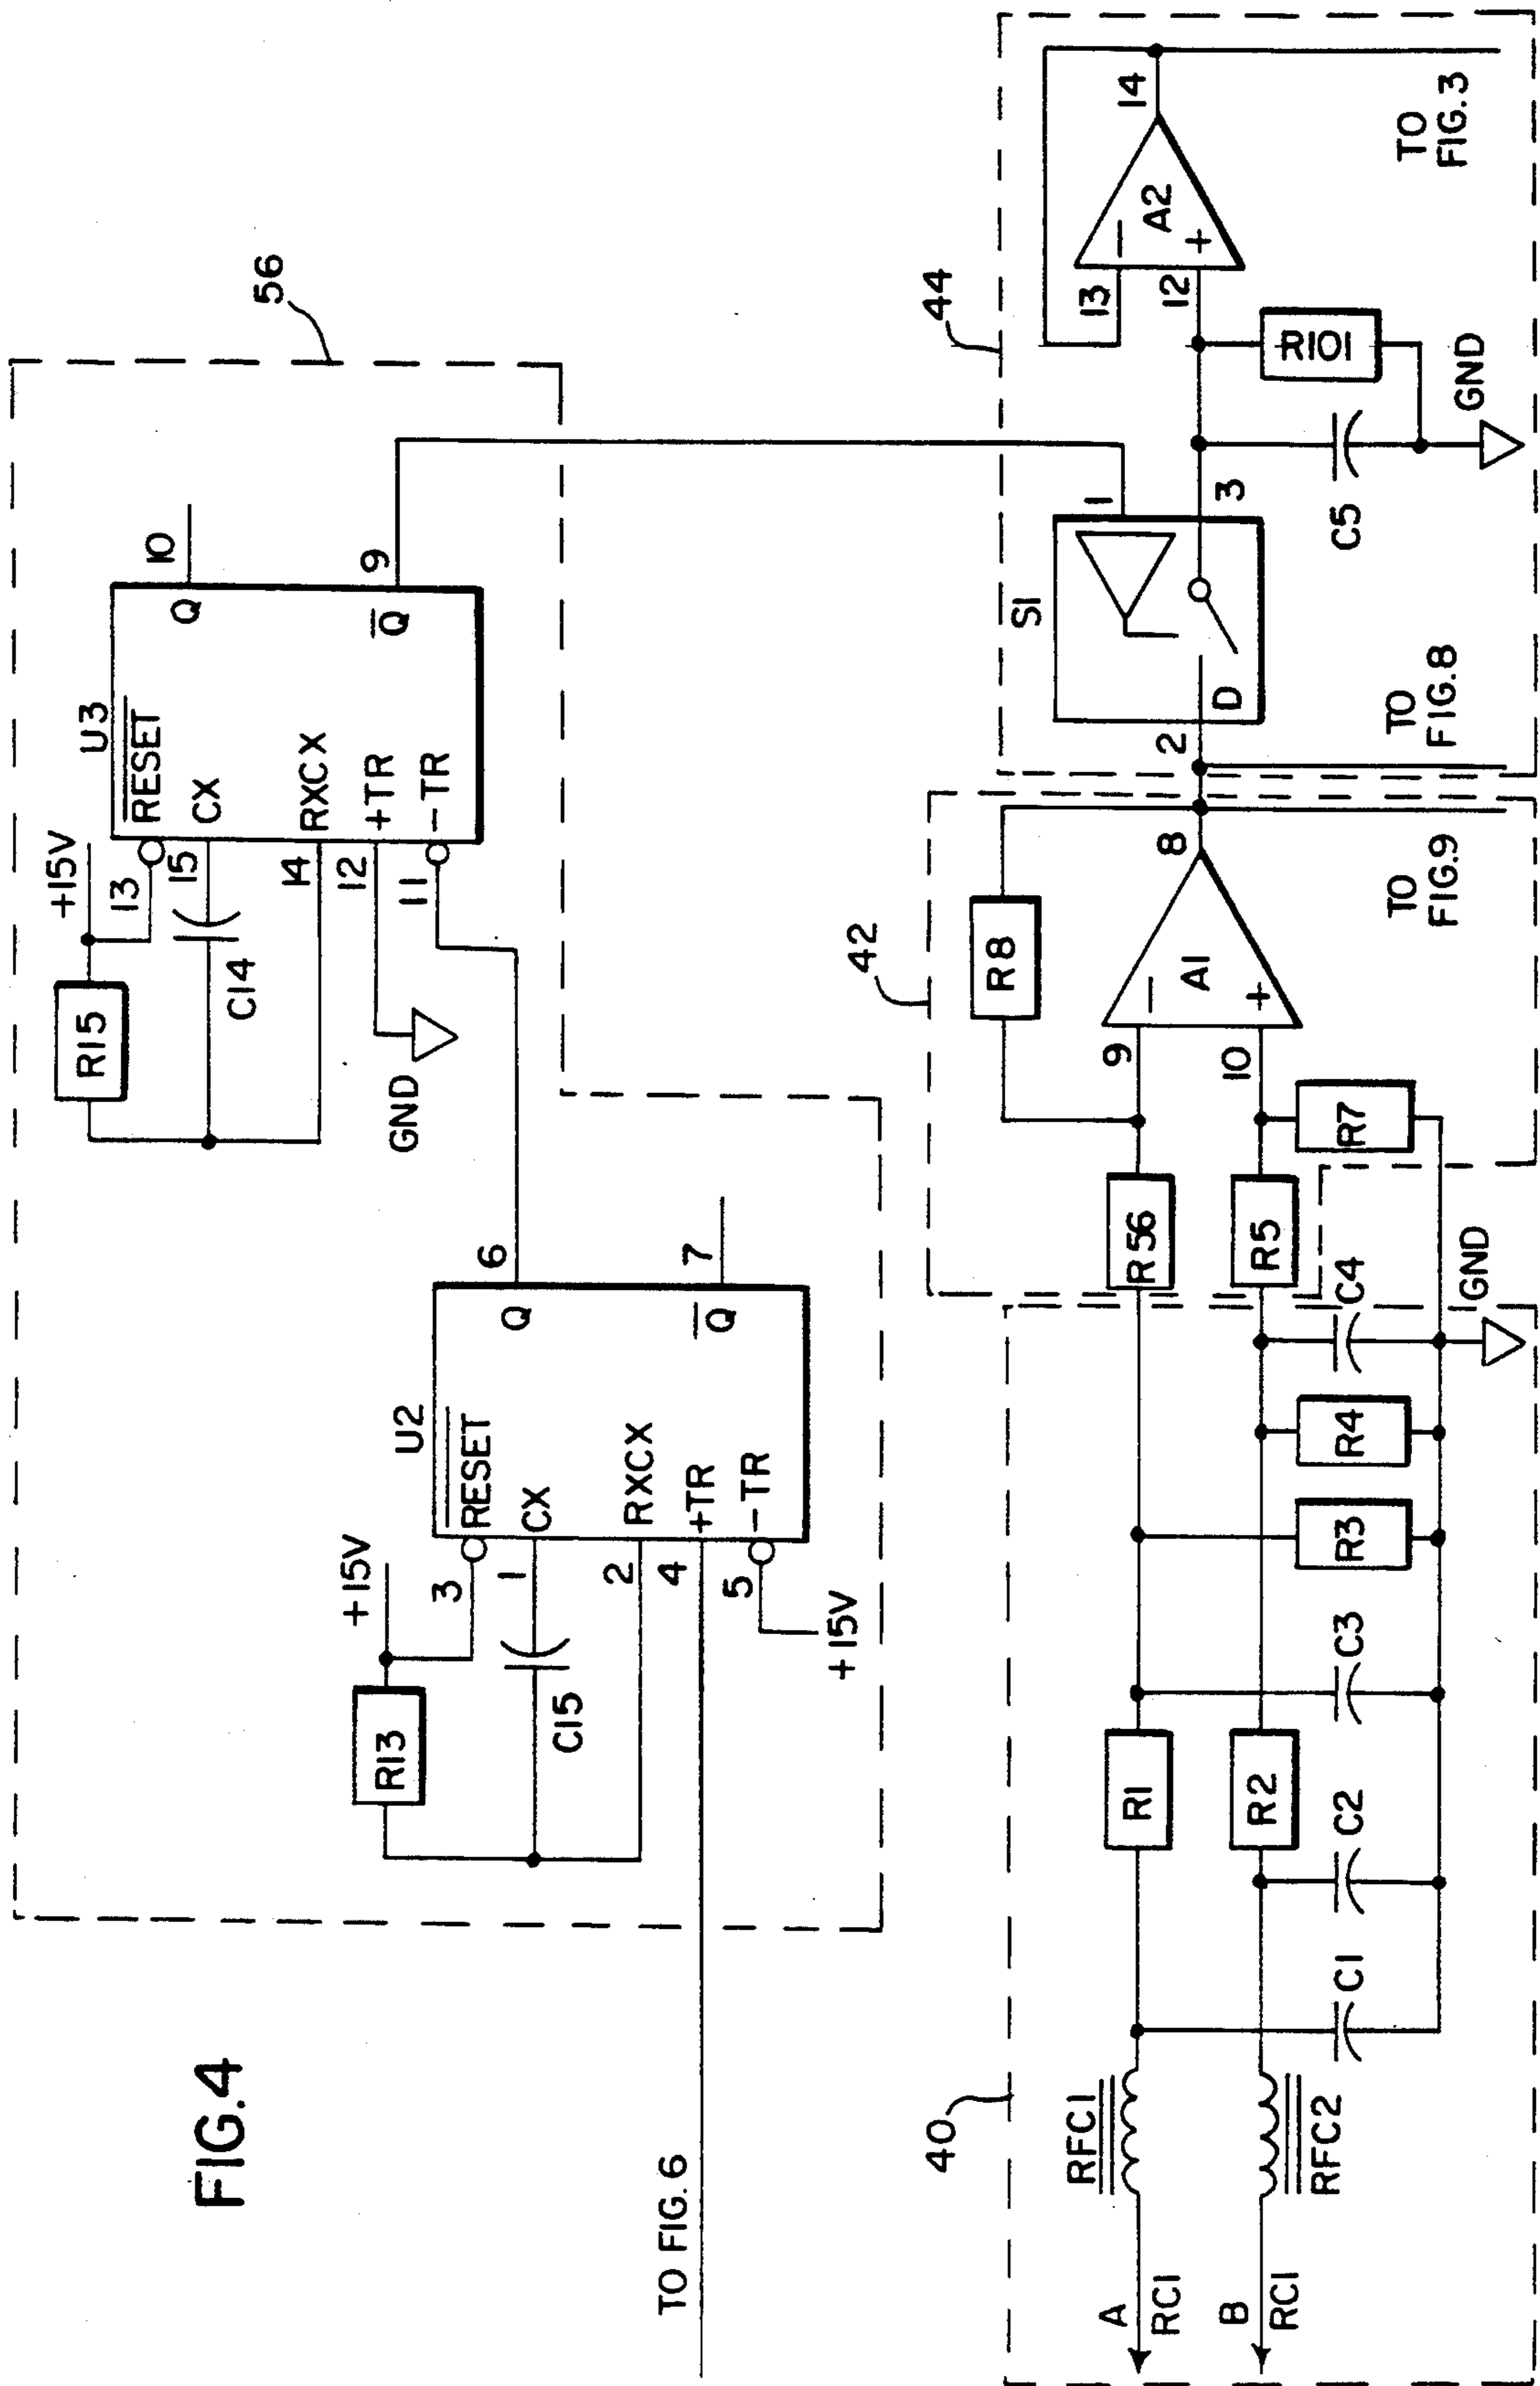 FIG.4
56
U3
+15V
R15
13
RESET
15
CX
C14
14
RXCX
12
+TR
11
-TR
GND
Q
10
Q
9
U2
+15V
R13
3
RESET
1
CX
C15
2
RXCX
4
+TR
5
-TR
+15V
Q
6
Q
7
TO FIG. 6
40
A
RC1
B
RC1
RFC1
RFC2
C1
C2
R1
R2
C3
R3
R4
C4
GND
42
R56
R5
R7
R8
9
10
-
+
A1
8
TO
FIG.9
44
2
D
S1
1
3
TO
FIG.8
C5
R101
GND
13
12
-
+
A2
14
TO
FIG.3